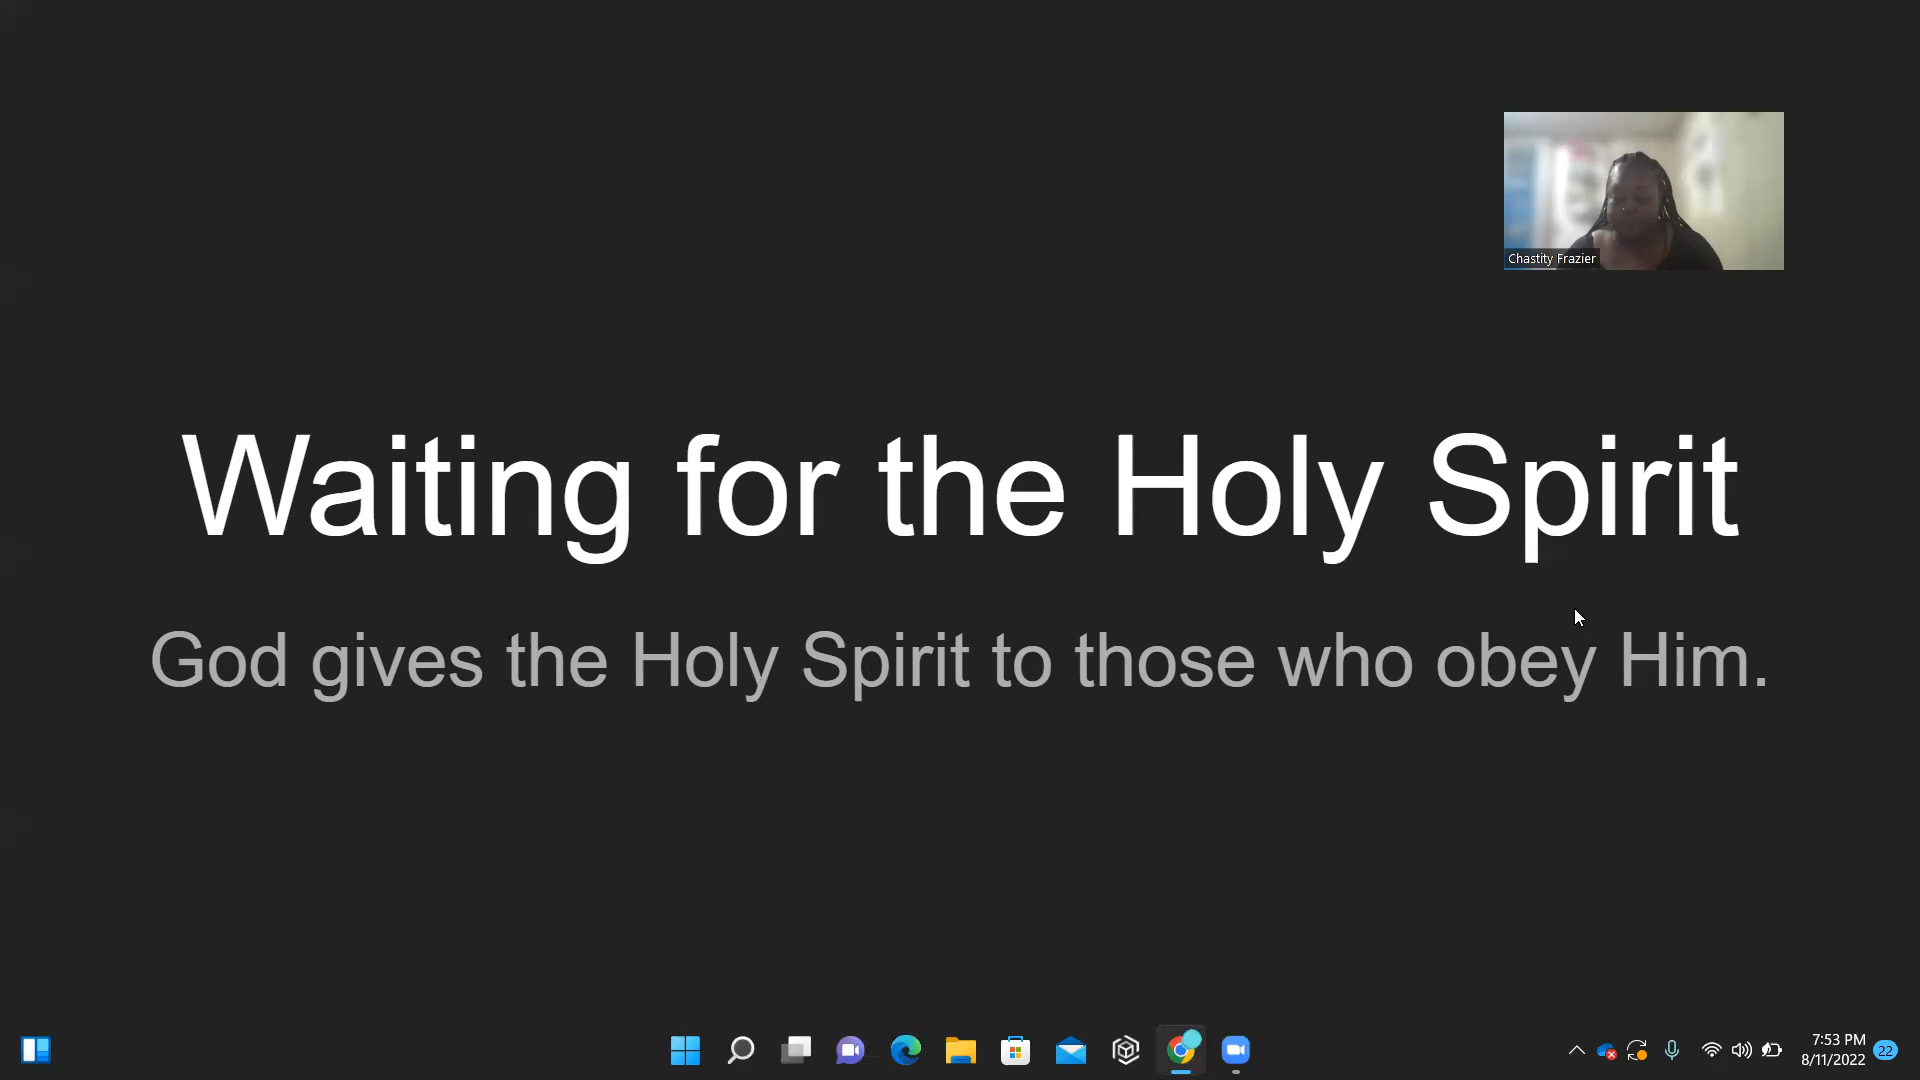 Chastity Frazier
Waiting for the Holy Spirit
God gives the Holy Spirit to those who obey Him.
7:53 PM
8/11/2022
22